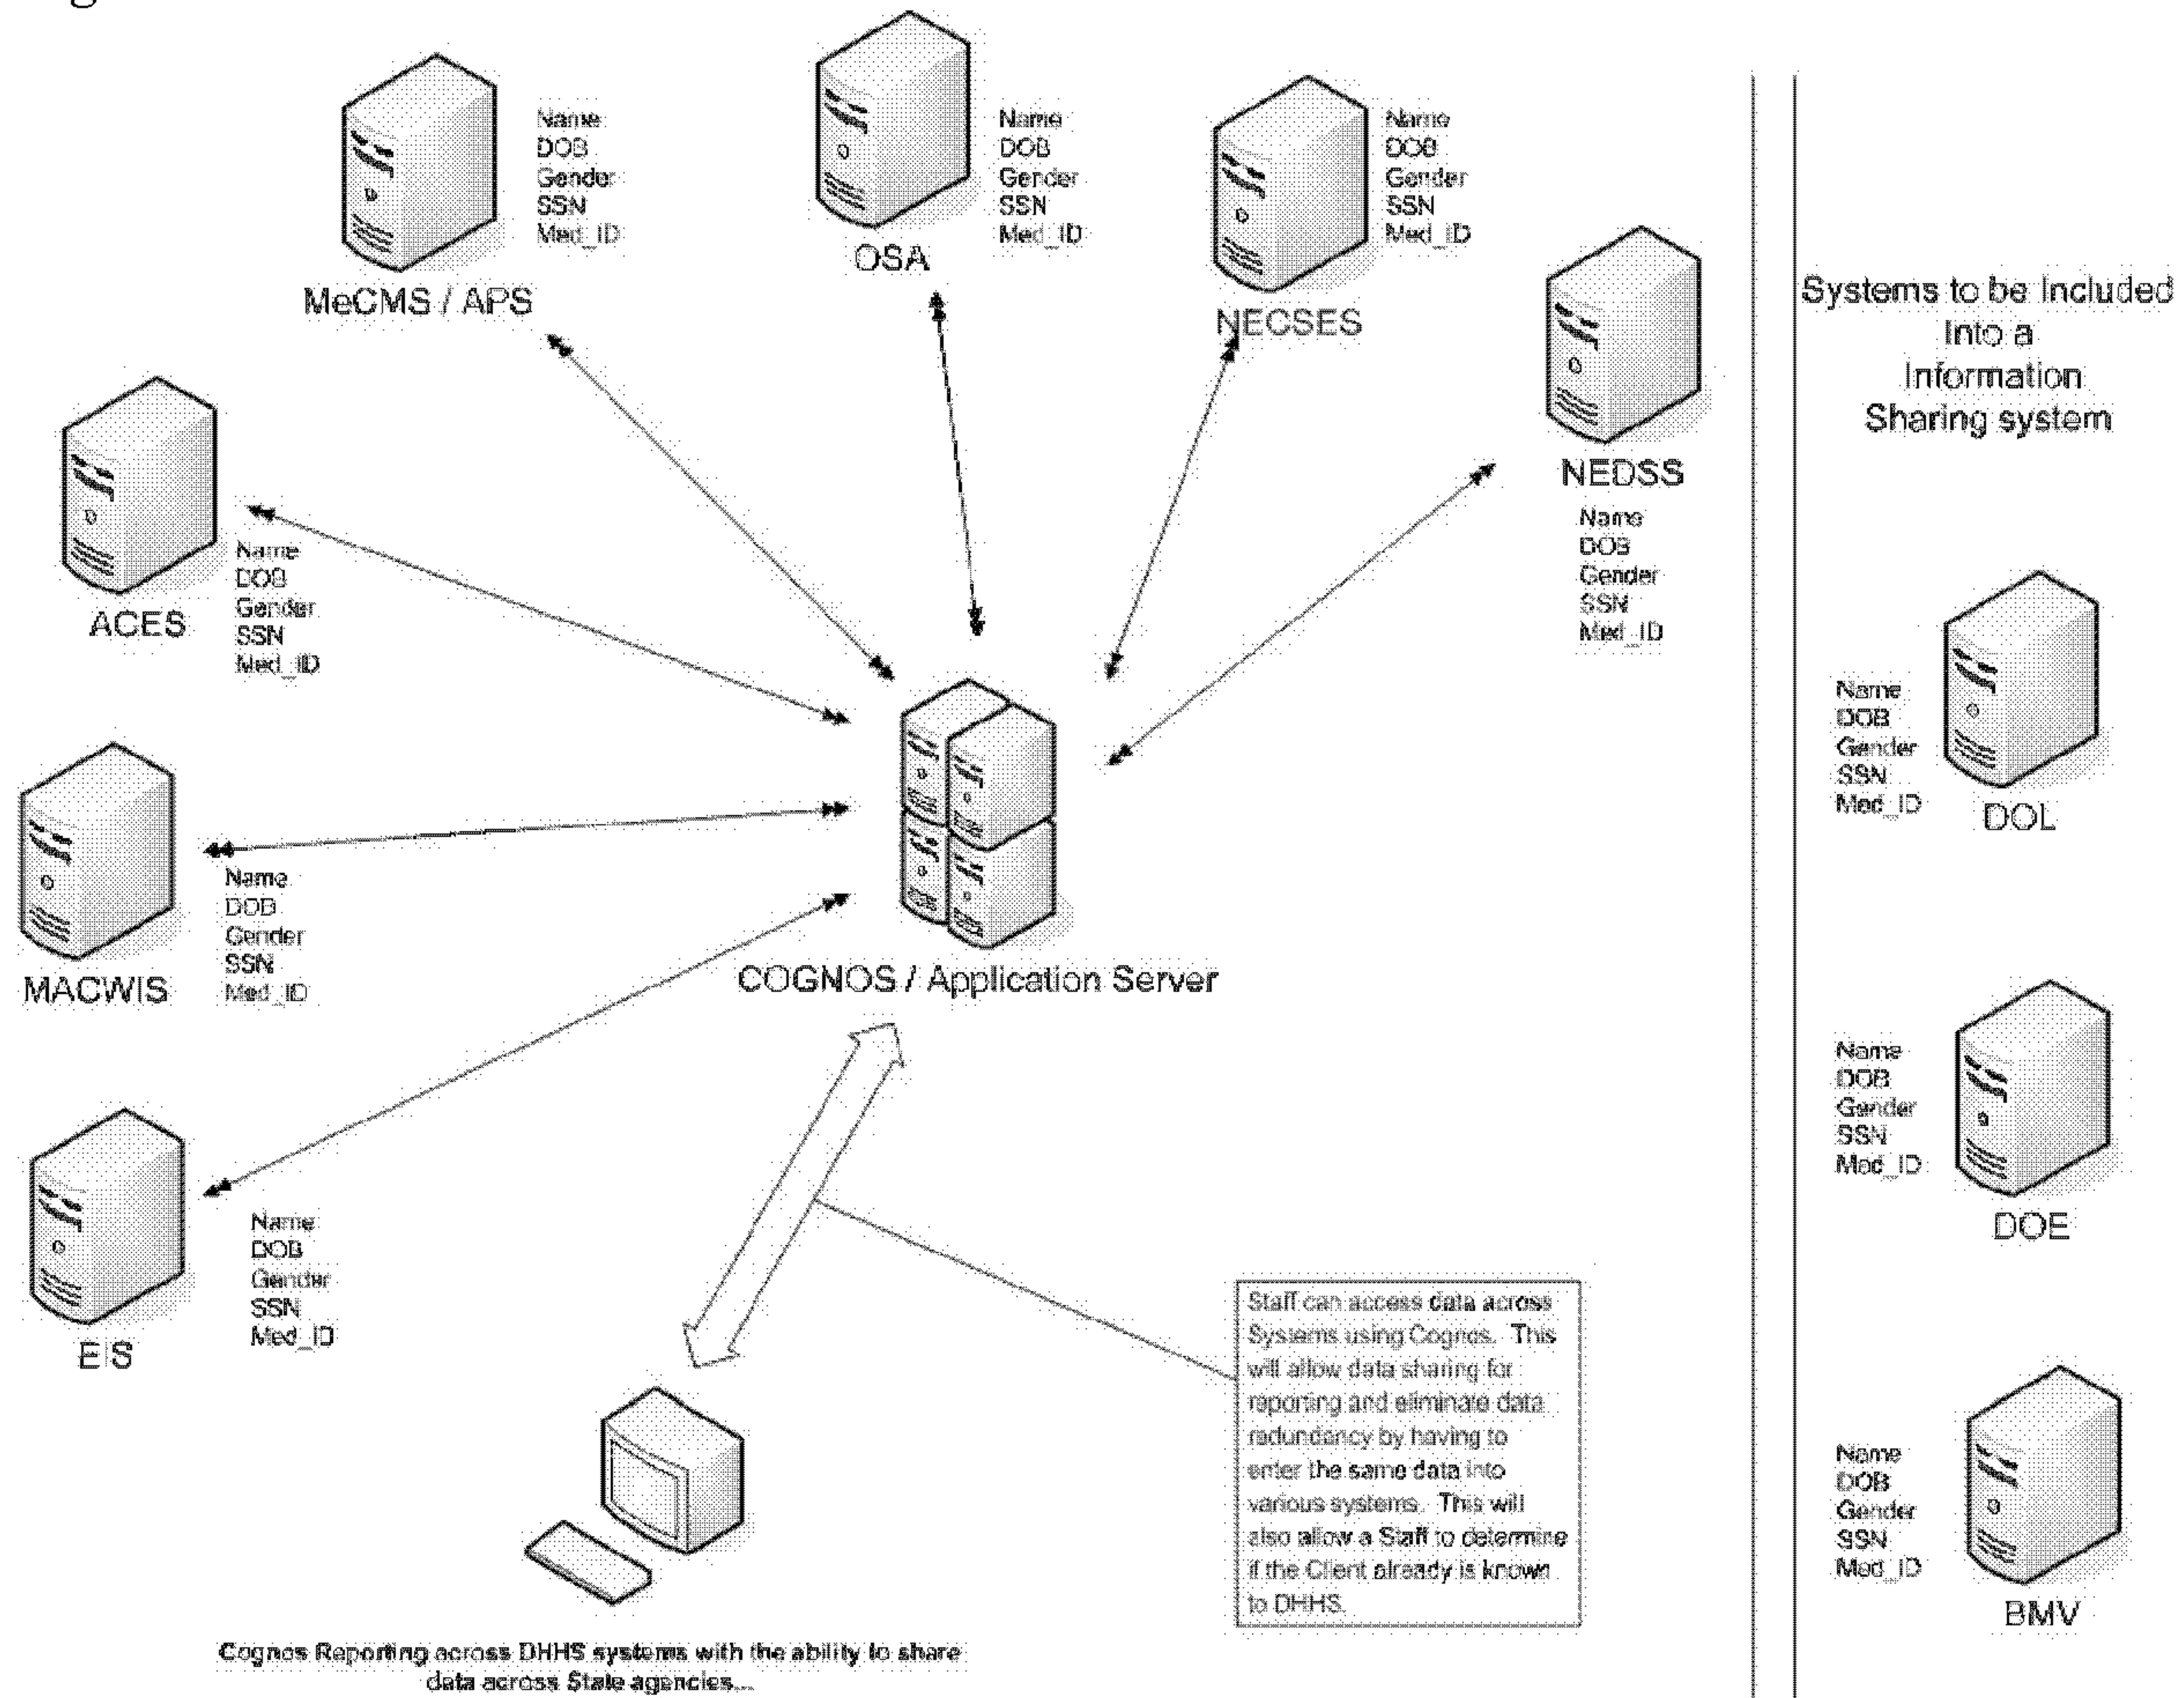 Name
DOB
Gender
SSN
Med_ID
MeCMS / APS
Name
DOB
Gender
SSN
Med_ID
OSA
Name
DOB
Gender
SSN
Med_ID
NECSES
NEDSS
Name
DOB
Gender
SSN
Med_ID
Name
DOB
Gender
SSN
Med_ID
ACES
Name
DOB
Gender
SSN
Med_ID
MACWIS
COGNOS / Application Server
Name
DOB
Gender
SSN
Med_ID
EIS
Staff can access data across
Systems using Cognos. This
will allow data sharing for
reporting and eliminate data
redundancy by having to
enter the same data into
various systems. This will
also allow a Staff to determine
if the Client already is known
to DHHS.
Cognos Reporting across DHHS systems with the ability to share
data across State agencies...
Systems to be Included
Into a
Information
Sharing system
Name
DOB
Gender
SSN
Med_ID
DOL
Name
DOB
Gender
SSN
Med_ID
DOE
Name
DOB
Gender
SSN
Med_ID
BMV